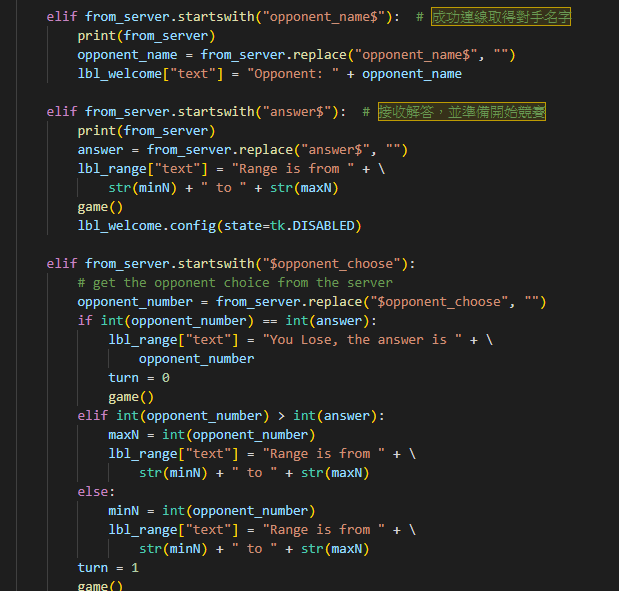 elif from_server.startswith("opponent_name$"):  # 成功連線取得對手名字
    print(from_server)
    opponent_name = from_server.replace("opponent_name$", "")
    lbl_welcome["text"] = "Opponent: " + opponent_name
elif from_server.startswith("answer$"):  # 接收解答，並準備開始競賽
    print(from_server)
    answer = from_server.replace("answer$", "")
    lbl_range["text"] = "Range is from " + \
        str(minN) + " to " + str(maxN)
    game()
    lbl_welcome.config(state=tk.DISABLED)
elif from_server.startswith("$opponent_choose"):
    # get the opponent choice from the server
    opponent_number = from_server.replace("$opponent_choose", "")
    if int(opponent_number) == int(answer):
        lbl_range["text"] = "You Lose, the answer is " + \
            opponent_number
        turn = 0
        game()
    elif int(opponent_number) > int(answer):
        maxN = int(opponent_number)
        lbl_range["text"] = "Range is from " + \
            str(minN) + " to " + str(maxN)
    else:
        minN = int(opponent_number)
        lbl_range["text"] = "Range is from " + \
            str(minN) + " to " + str(maxN)
    turn = 1
    game()